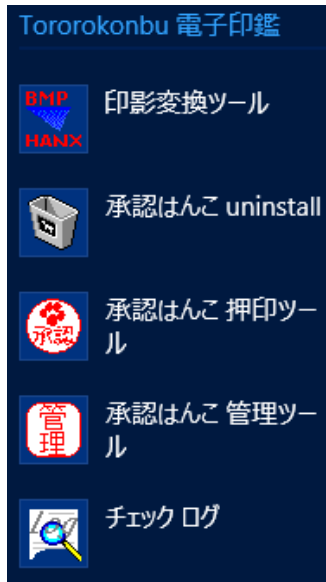 Tororokonbu 電子印鑑
BMP
HANX
印影変換ツール
承認はんこ uninstall
承認
承認はんこ 押印ツー
ル
管
理
承認はんこ 管理ツー
ル
Log
チェック ログ